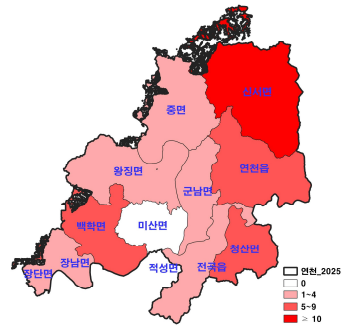 신서면
중면
연천읍
왕징면
군남면
백학면
미산면
청산면
장단면
장남면
적성면
전곡읍
연천_2025
0
1~4
5~9
≥ 10